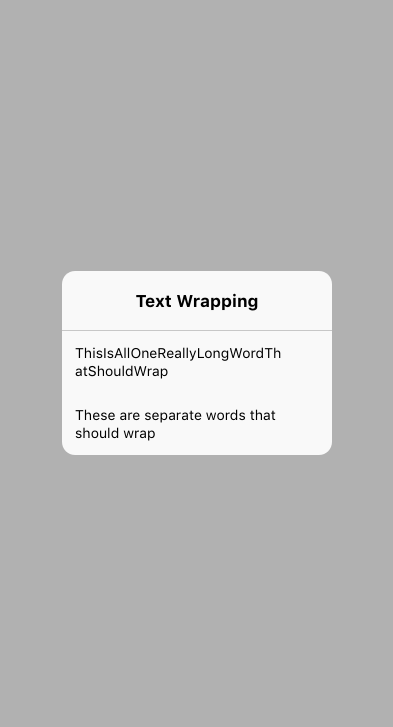 Text Wrapping
ThisIsAllOneReallyLongWordTh
atShouldWrap
These are separate words that
should wrap